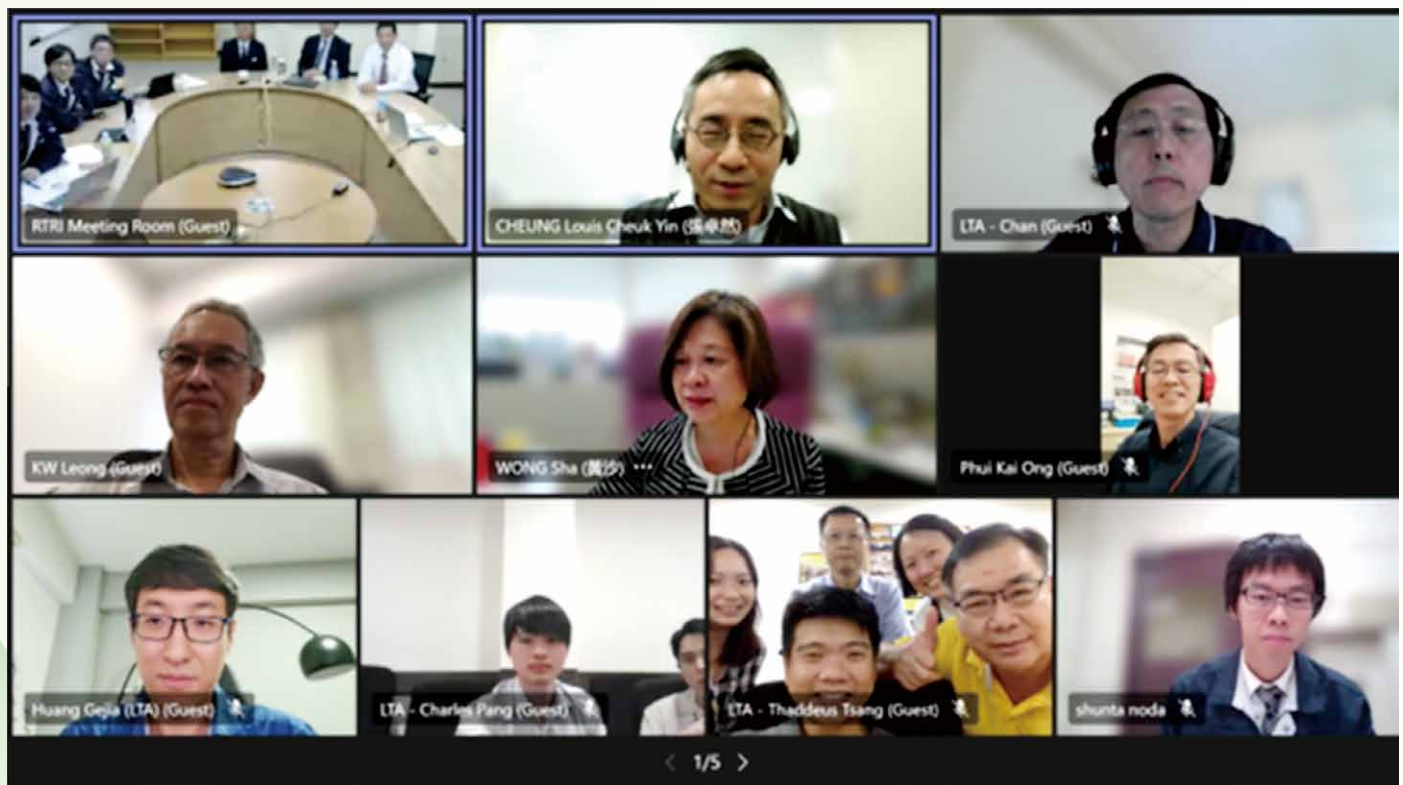 RTRI Meeting Room (Guest)
CHEUNG Louis Cheuk Yin (張卓然)
LTA - Chan (Guest)
KW Leong (Guest)
WONG Sha (黃沙) •••
Phui Kai Ong (Guest)
Huang Gejia (LTA) (Guest)
LTA - Charles Pang (Guest)
LTA - Thaddeus Tsang (Guest)
shunta noda
< 1/5 >